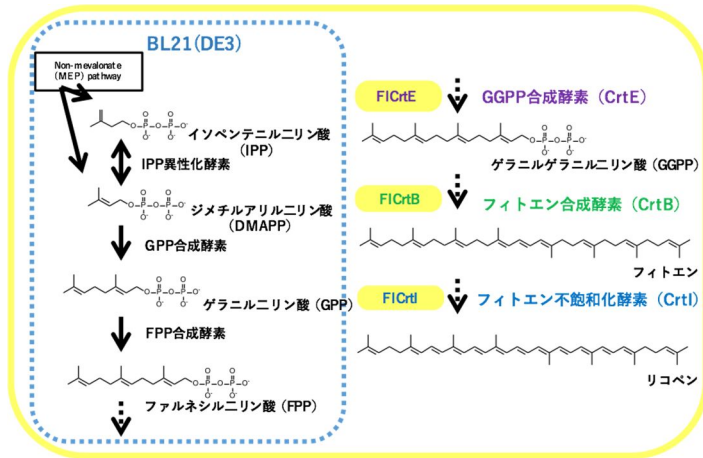 BL21(DE3)
Non-mevalonate
(MEP) pathway
イソペンテニル二リン酸
(IPP)
IPP異性化酵素
ジメチルアリル二リン酸
(DMAPP)
GPP合成酵素
ゲラニル二リン酸 (GPP)
FPP合成酵素
ファルネシル二リン酸 (FPP)
FlCrtE
GGPP合成酵素 (CrtE)
ゲラニルゲラニル二リン酸 (GGPP)
FlCrtB
フィトエン合成酵素 (CrtB)
フィトエン
FlCrtI
フィトエン不飽和化酵素 (CrtI)
リコペン